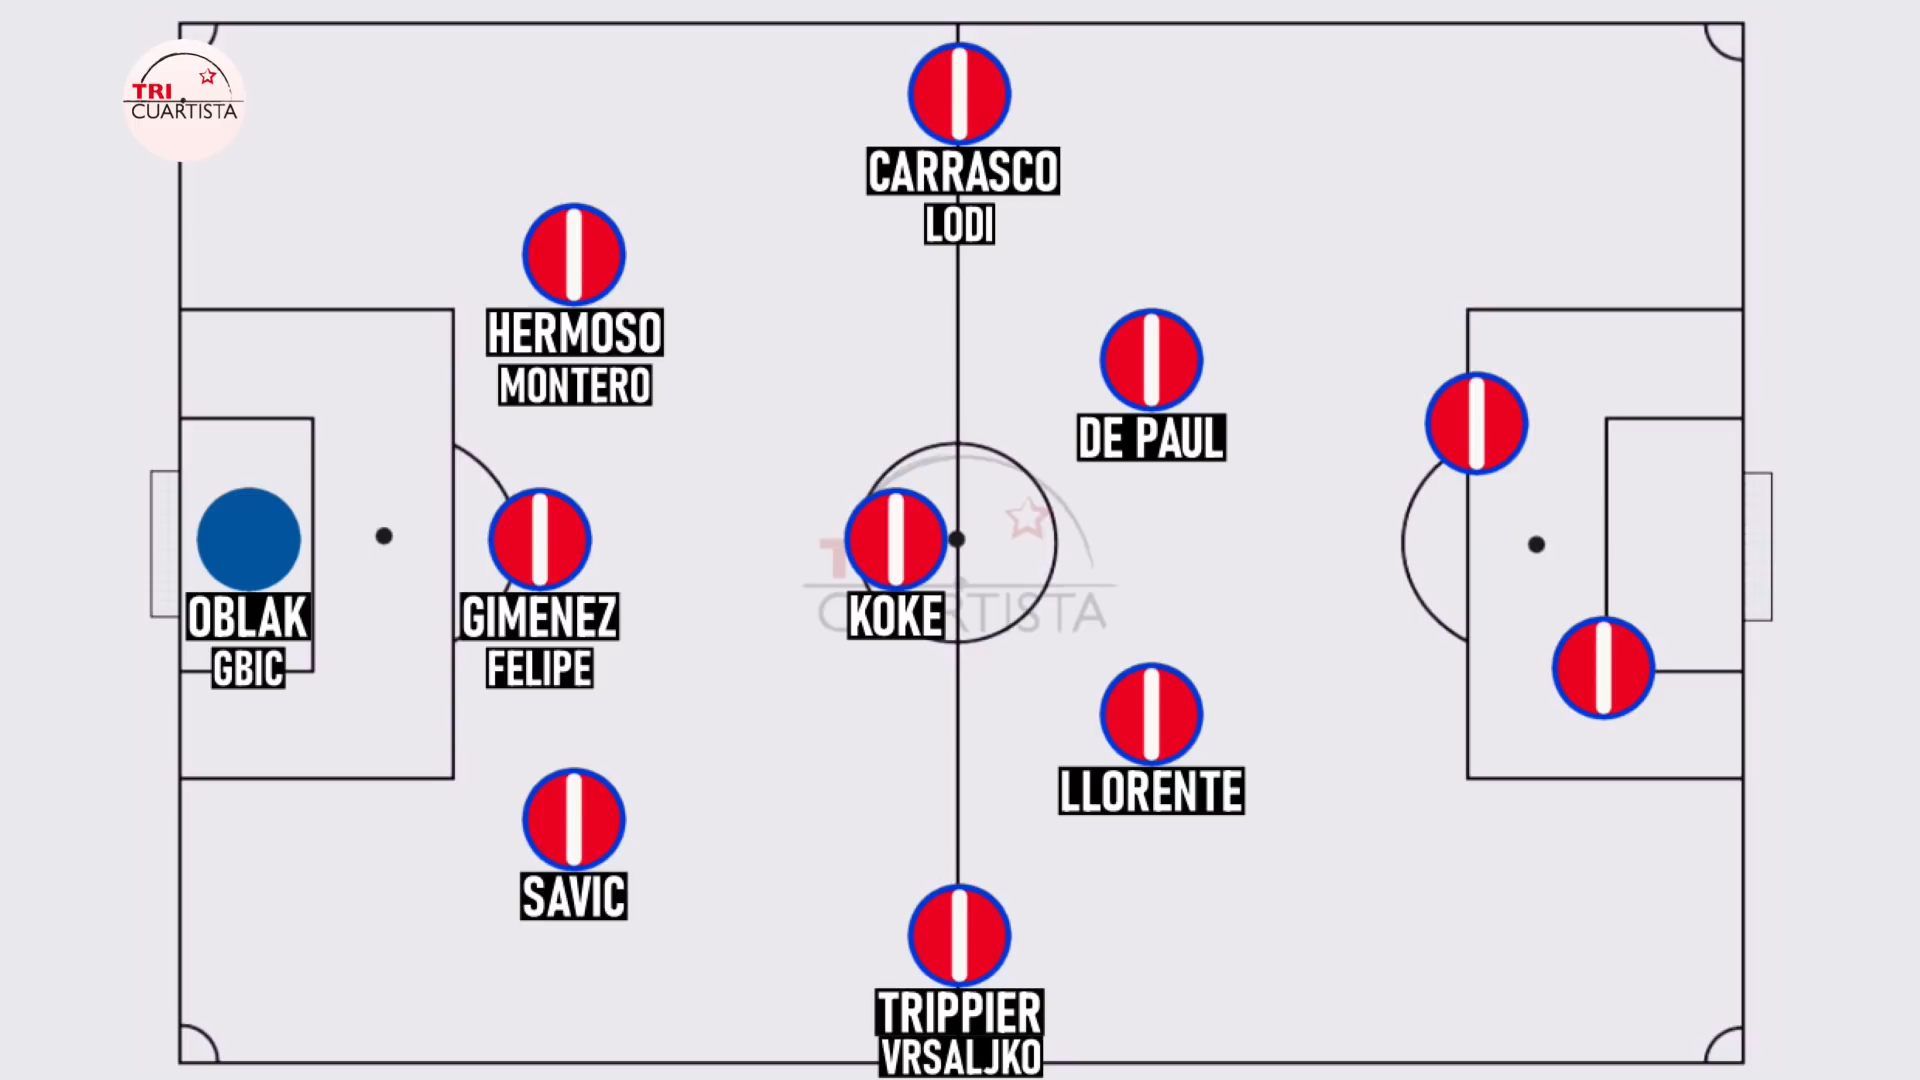 TRI
CUARTISTA
CARRASCO
LODI
HERMOSO
MONTERO
DE PAUL
OBLAK
GBIC
GIMENEZ
FELIPE
KOKE
LLORENTE
SAVIC
TRIPPIER
VRSALJKO